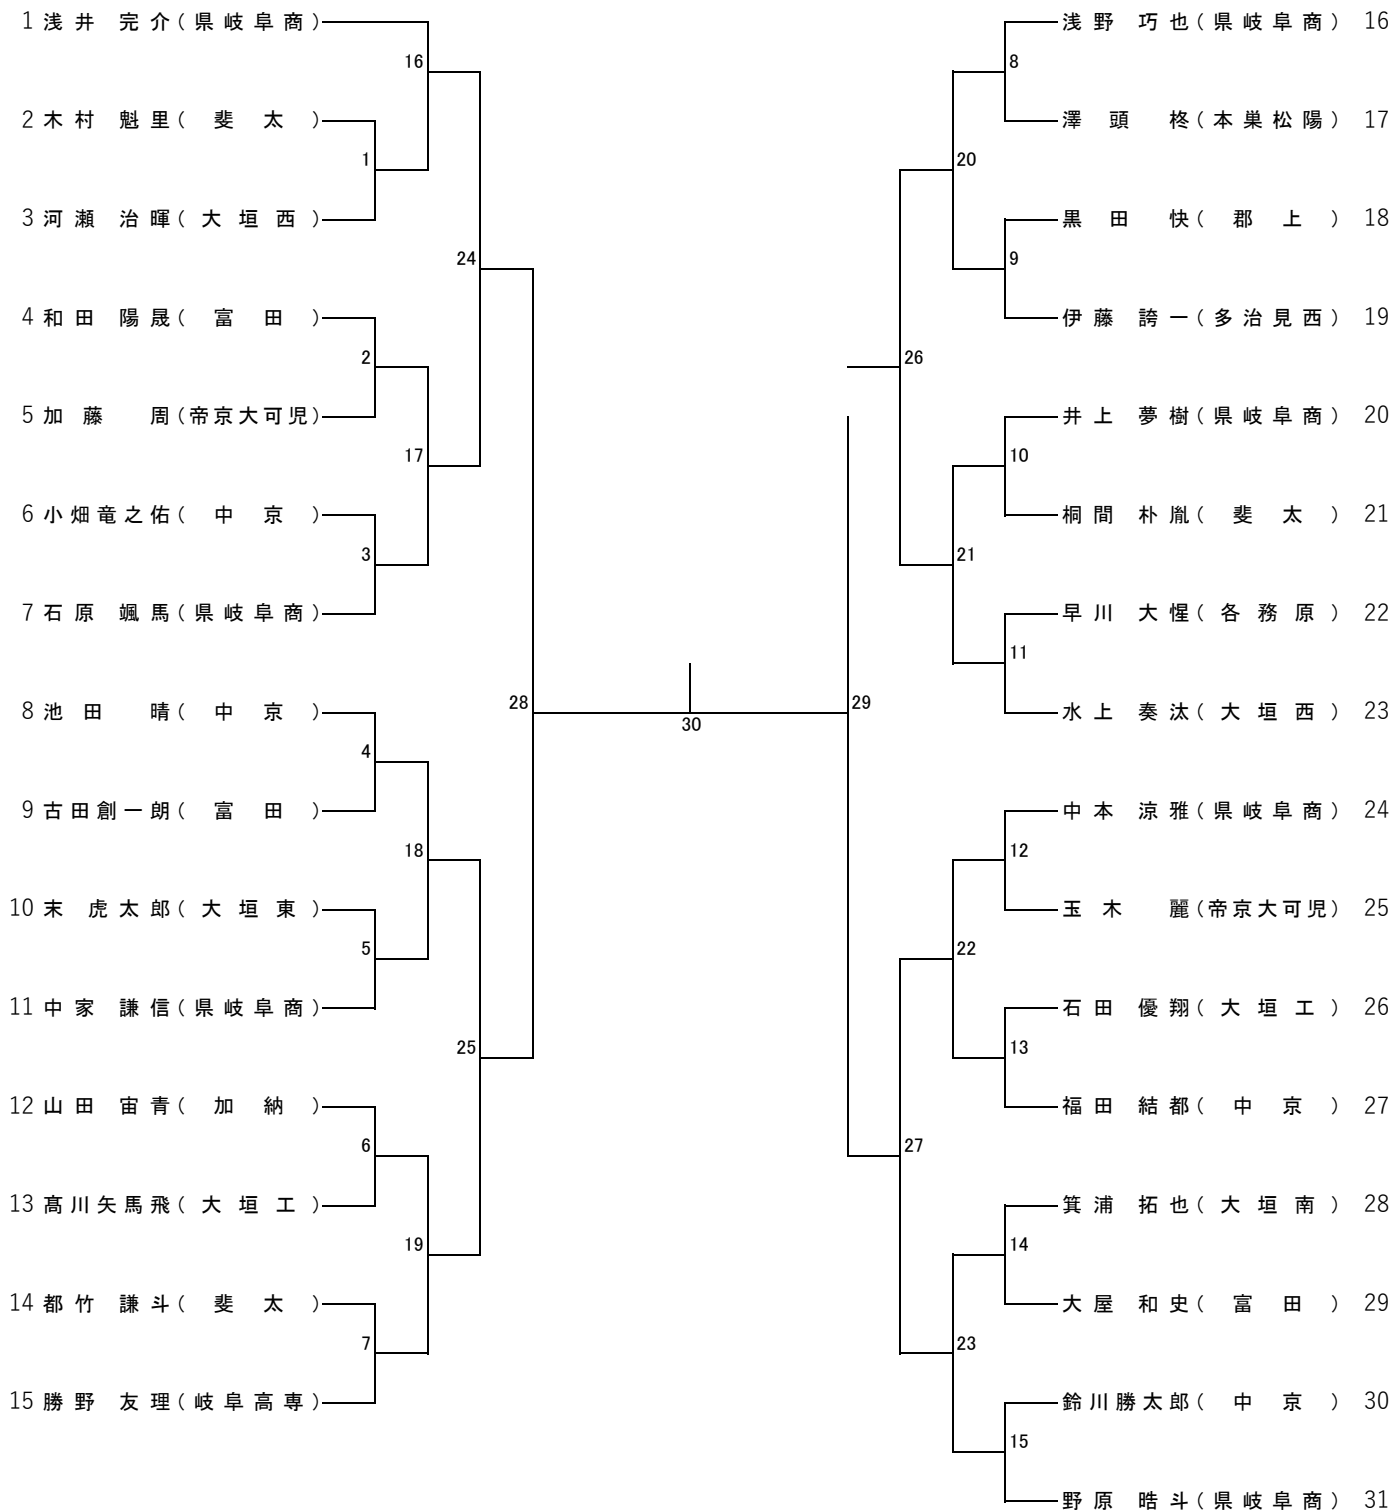 1 浅井 完介(県岐阜商)
2 木村 魁里(斐太)
3 河瀬 治暉(大垣西)
4 和田 陽晟(富田)
5 加藤 周(帝京大可児)
6 小畑竜之佑(中京)
7 石原 颯馬(県岐阜商)
8 池田 晴(中京)
9 古田創一朗(富田)
10 末 虎太郎(大垣東)
11 中家 謙信(県岐阜商)
12 山田 宙青(加納)
13 髙川矢馬飛(大垣工)
14 都竹 謙斗(斐太)
15 勝野 友理(岐阜高専)
16
1
24
2
17
3
28
4
18
5
25
6
19
7
30
浅野 巧也(県岐阜商) 16
澤頭 柊(本巣松陽) 17
黒田 快(郡上) 18
伊藤 誇一(多治見西) 19
井上 夢樹(県岐阜商) 20
桐間 朴胤(斐太) 21
早川 大惺(各務原) 22
水上 奏汰(大垣西) 23
中本 涼雅(県岐阜商) 24
玉木 麗(帝京大可児) 25
石田 優翔(大垣工) 26
福田 結都(中京) 27
箕浦 拓也(大垣南) 28
大屋 和史(富田) 29
鈴川勝太郎(中京) 30
野原 晧斗(県岐阜商) 31
8
20
9
26
10
21
11
29
12
22
13
27
14
23
15